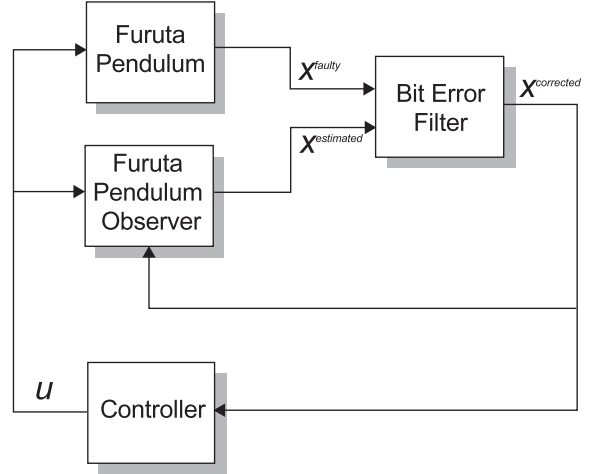 Furuta
Pendulum
x^faulty
Bit Error
Filter
x^corrected
x^estimated
Furuta
Pendulum
Observer
u
Controller